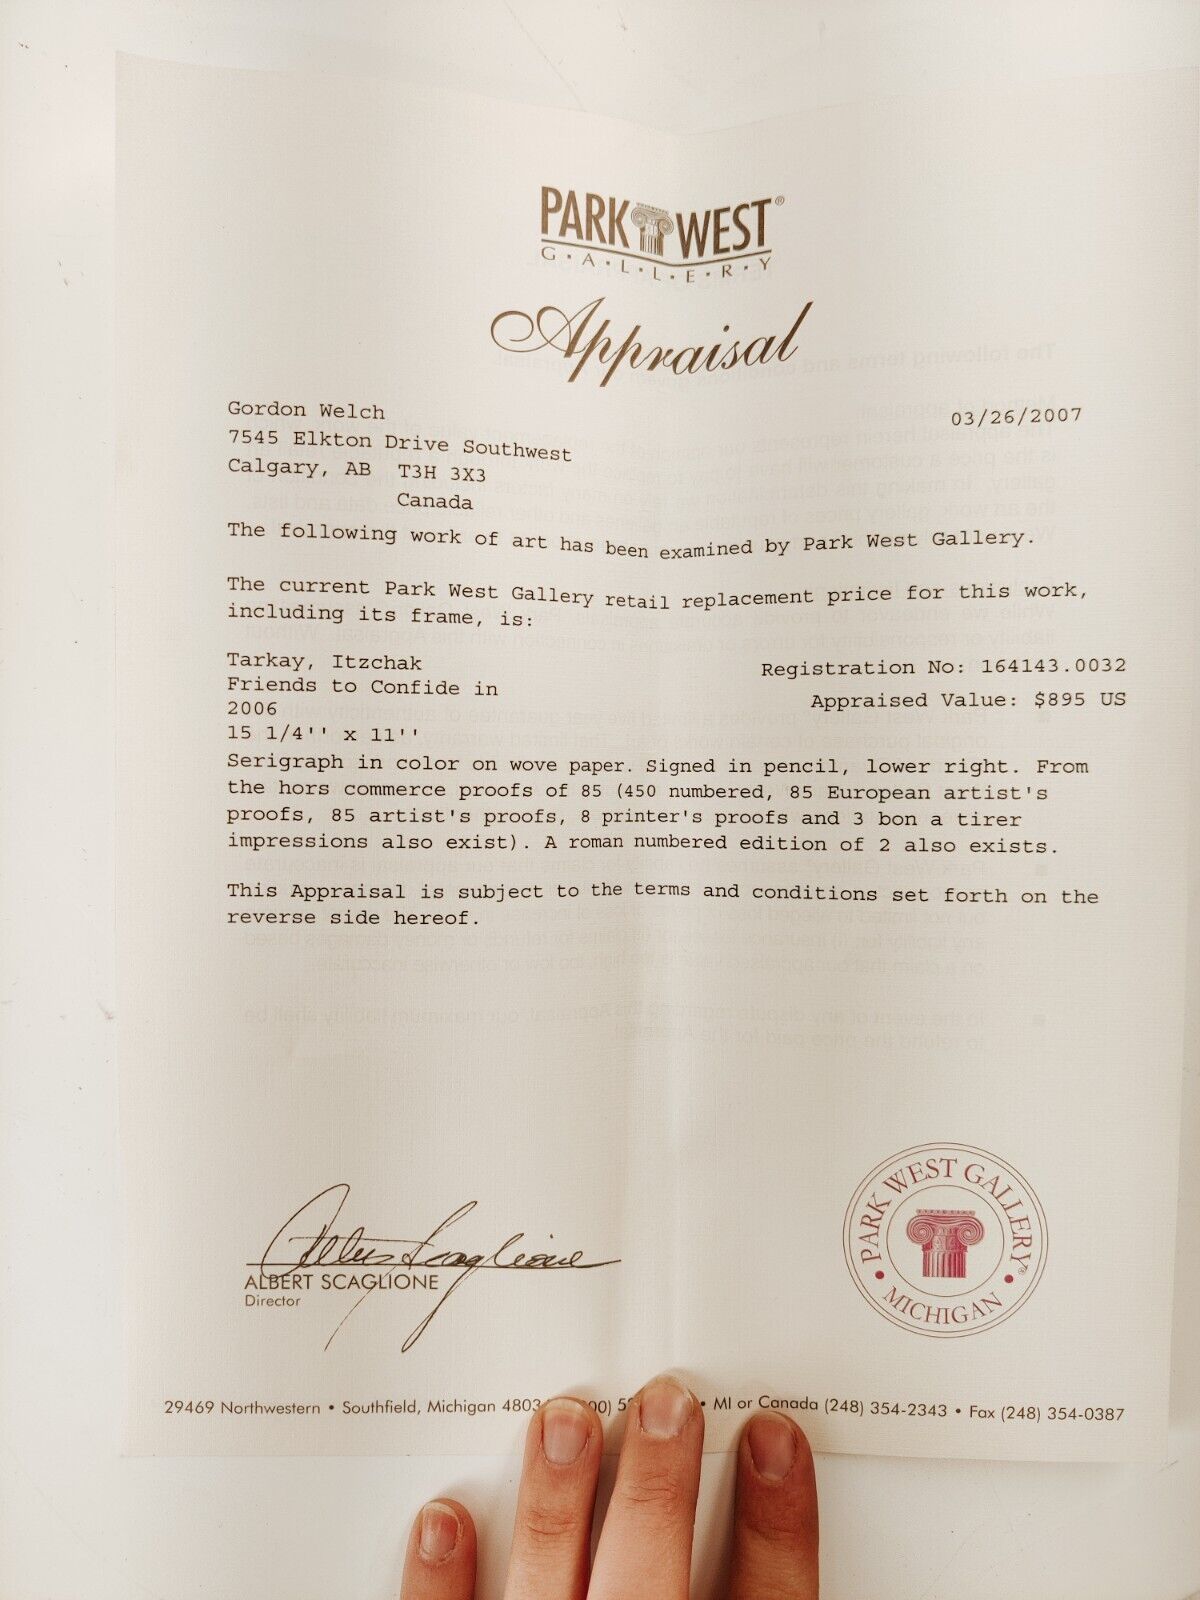 PARK WEST®
G·A·L·L·E·R·Y
Appraisal
Gordon Welch
03/26/2007
7545 Elkton Drive Southwest
Calgary, AB T3H 3X3
Canada
The following work of art has been examined by Park West Gallery.
The current Park West Gallery retail replacement price for this work,
including its frame, is:
Tarkay, Itzchak
Registration No: 164143.0032
Friends to Confide in
Appraised Value: $895 US
2006
15 1/4'' x 11''
Serigraph in color on wove paper. Signed in pencil, lower right. From
the hors commerce proofs of 85 (450 numbered, 85 European artist's
proofs, 85 artist's proofs, 8 printer's proofs and 3 bon a tirer
impressions also exist). A roman numbered edition of 2 also exists.
This Appraisal is subject to the terms and conditions set forth on the
reverse side hereof.
Albert Scaglione
ALBERT SCAGLIONE
Director
PARK WEST GALLERY®
• MICHIGAN •
29469 Northwestern • Southfield, Michigan • MI or Canada (248) 354-2343 • Fax (248) 354-0387